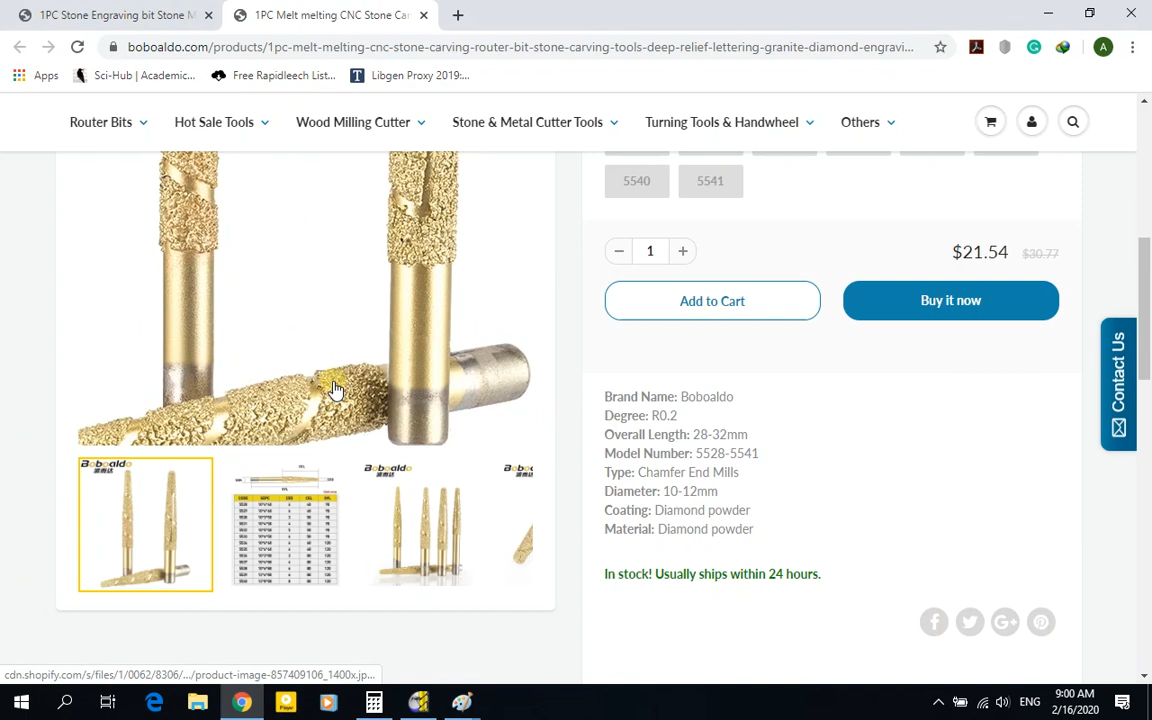 1PC Stone Engraving bit Stone M
1PC Melt melting CNC Stone Car
boboaldo.com/products/1pc-melt-melting-cnc-stone-carving-router-bit-stone-carving-tools-deep-relief-lettering-granite-diamond-engravi...
A
Apps
Sci-Hub | Academic...
Free Rapidleech List...
T
Libgen Proxy 2019:...
Router Bits
Hot Sale Tools
Wood Milling Cutter
Stone & Metal Cutter Tools
Turning Tools & Handwheel
Others
5540
5541
1
$21.54
$30.77
Add to Cart
Buy it now
Contact Us
Brand Name: Boboaldo
Degree: R0.2
Overall Length: 28-32mm
Model Number: 5528-5541
Type: Chamfer End Mills
Diameter: 10-12mm
Coating: Diamond powder
Material: Diamond powder
Boboaldo
Boboaldo
In stock! Usually ships within 24 hours.
cdn.shopify.com/s/files/1/0062/8306/.../product-image-857409106_1400x.jp...
ENG
9:00 AM
2/16/2020